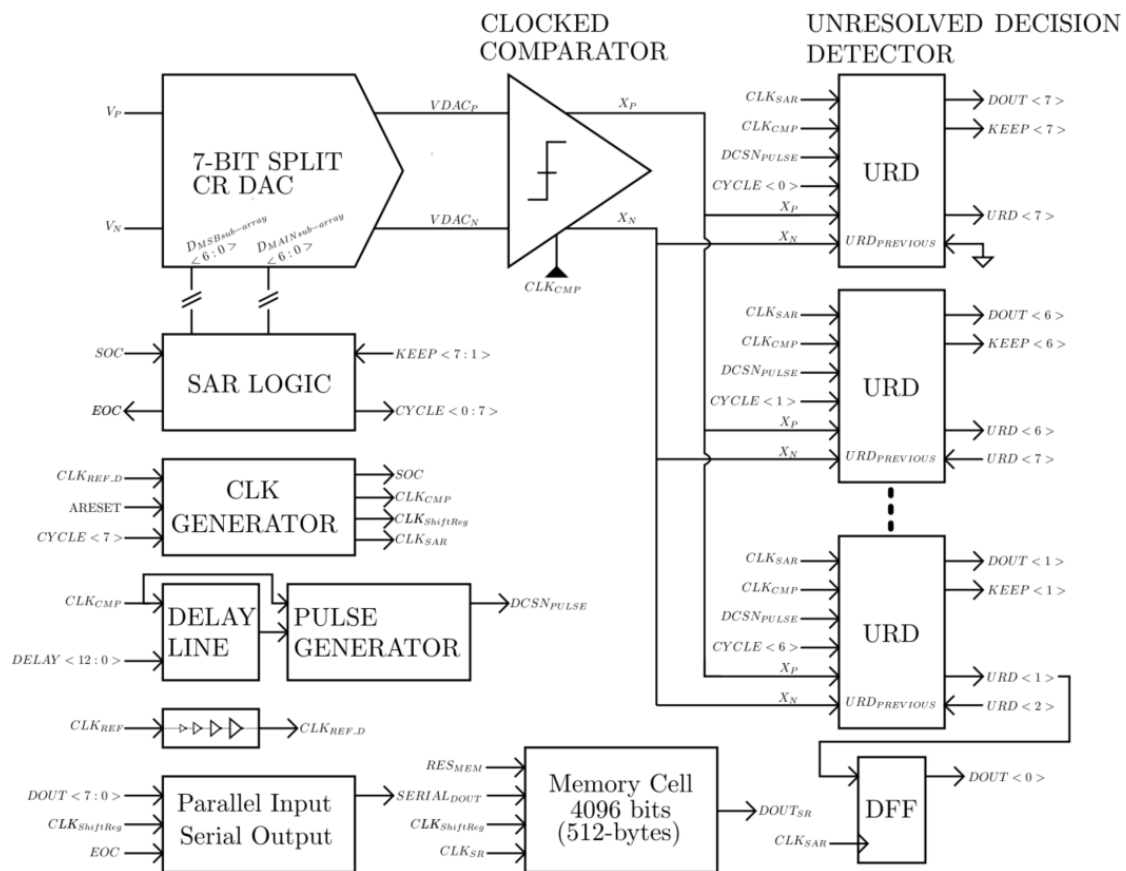 CLOCKED
COMPARATOR
UNRESOLVED DECISION
DETECTOR
V_P
V_N
7-BIT SPLIT
CR DAC
D_MSBsub−array
< 6 : 0 >
D_MAINsub−array
< 6 : 0 >
VDAC_P
VDAC_N
CLK_CMP
X_P
X_N
CLK_SAR
CLK_CMP
DCSN_PULSE
CYCLE < 0 >
X_P
X_N
URD
URD_PREVIOUS
DOUT < 7 >
KEEP < 7 >
URD < 7 >
SOC
EOC
SAR LOGIC
KEEP < 7 : 1 >
CYCLE < 0 : 7 >
CLK_SAR
CLK_CMP
DCSN_PULSE
CYCLE < 1 >
X_P
X_N
URD
URD_PREVIOUS
DOUT < 6 >
KEEP < 6 >
URD < 6 >
URD < 7 >
CLK_REF.D
ARESET
CYCLE < 7 >
CLK
GENERATOR
SOC
CLK_CMP
CLK_ShiftReg
CLK_SAR
CLK_CMP
DELAY < 12 : 0 >
DELAY
LINE
PULSE
GENERATOR
DCSN_PULSE
CLK_SAR
CLK_CMP
DCSN_PULSE
CYCLE < 6 >
X_P
X_N
URD
URD_PREVIOUS
DOUT < 1 >
KEEP < 1 >
URD < 1 >
URD < 2 >
CLK_REF
CLK_REF.D
DOUT < 7 : 0 >
CLK_ShiftReg
EOC
Parallel Input
Serial Output
RES_MEM
SERIAL_DOUT
CLK_ShiftReg
CLK_SR
Memory Cell
4096 bits
(512-bytes)
DOUT_SR
CLK_SAR
DFF
DOUT < 0 >